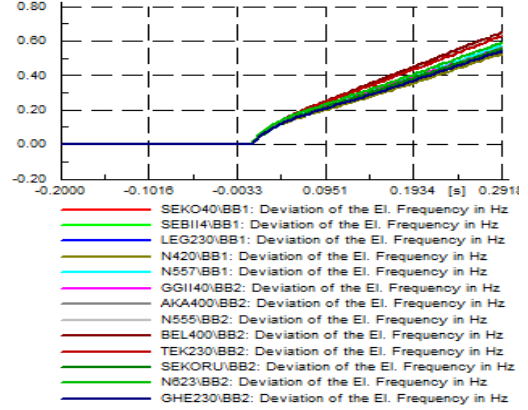 0.80
0.60
0.40
0.20
0.00
-0.20
-0.2000 -0.1016 -0.0033 0.0951 0.1934 [s] 0.2918
SEKO40\BB1: Deviation of the El. Frequency in Hz
SEBII4\BB1: Deviation of the El. Frequency in Hz
LEG230\BB1: Deviation of the El. Frequency in Hz
N420\BB1: Deviation of the El. Frequency in Hz
N557\BB1: Deviation of the El. Frequency in Hz
GGII40\BB2: Deviation of the El. Frequency in Hz
AKA400\BB2: Deviation of the El. Frequency in Hz
N555\BB2: Deviation of the El. Frequency in Hz
BEL400\BB2: Deviation of the El. Frequency in Hz
TEK230\BB2: Deviation of the El. Frequency in Hz
SEKORU\BB2: Deviation of the El. Frequency in Hz
N623\BB2: Deviation of the El. Frequency in Hz
GHE230\BB2: Deviation of the El. Frequency in Hz